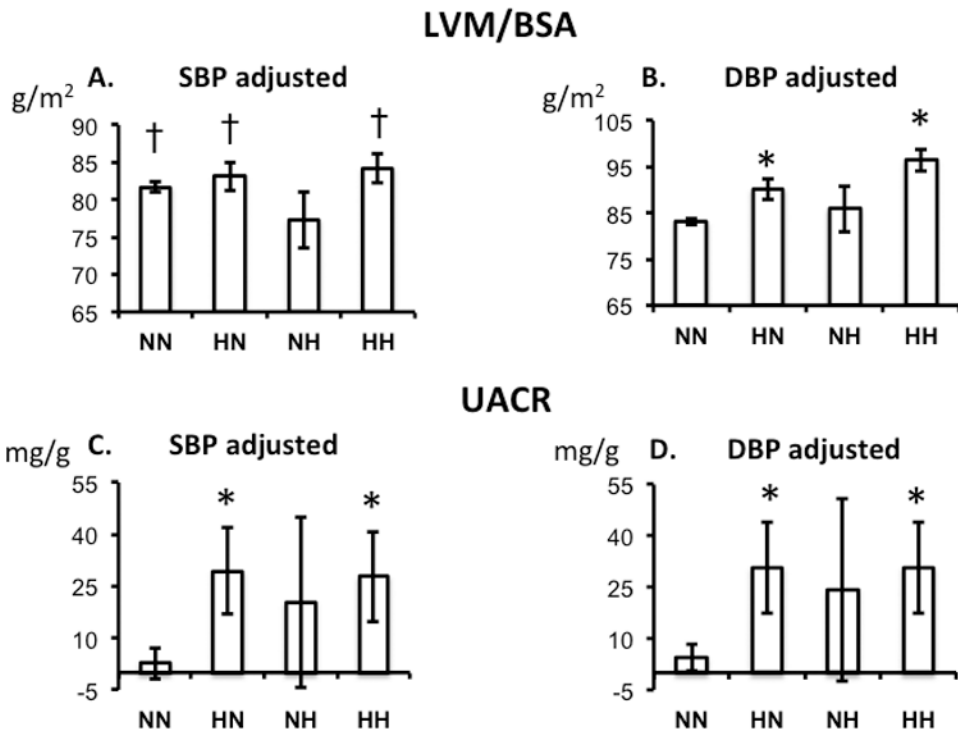 LVM/BSA
A. SBP adjusted
g/m²
90
85
80
75
70
65
† † †
NN HN NH HH
B. DBP adjusted
g/m²
105
95
85
75
65
* *
NN HN NH HH
UACR
C. SBP adjusted
mg/g
55
40
25
10
-5
* *
NN HN NH HH
D. DBP adjusted
mg/g
55
40
25
10
-5
* *
NN HN NH HH